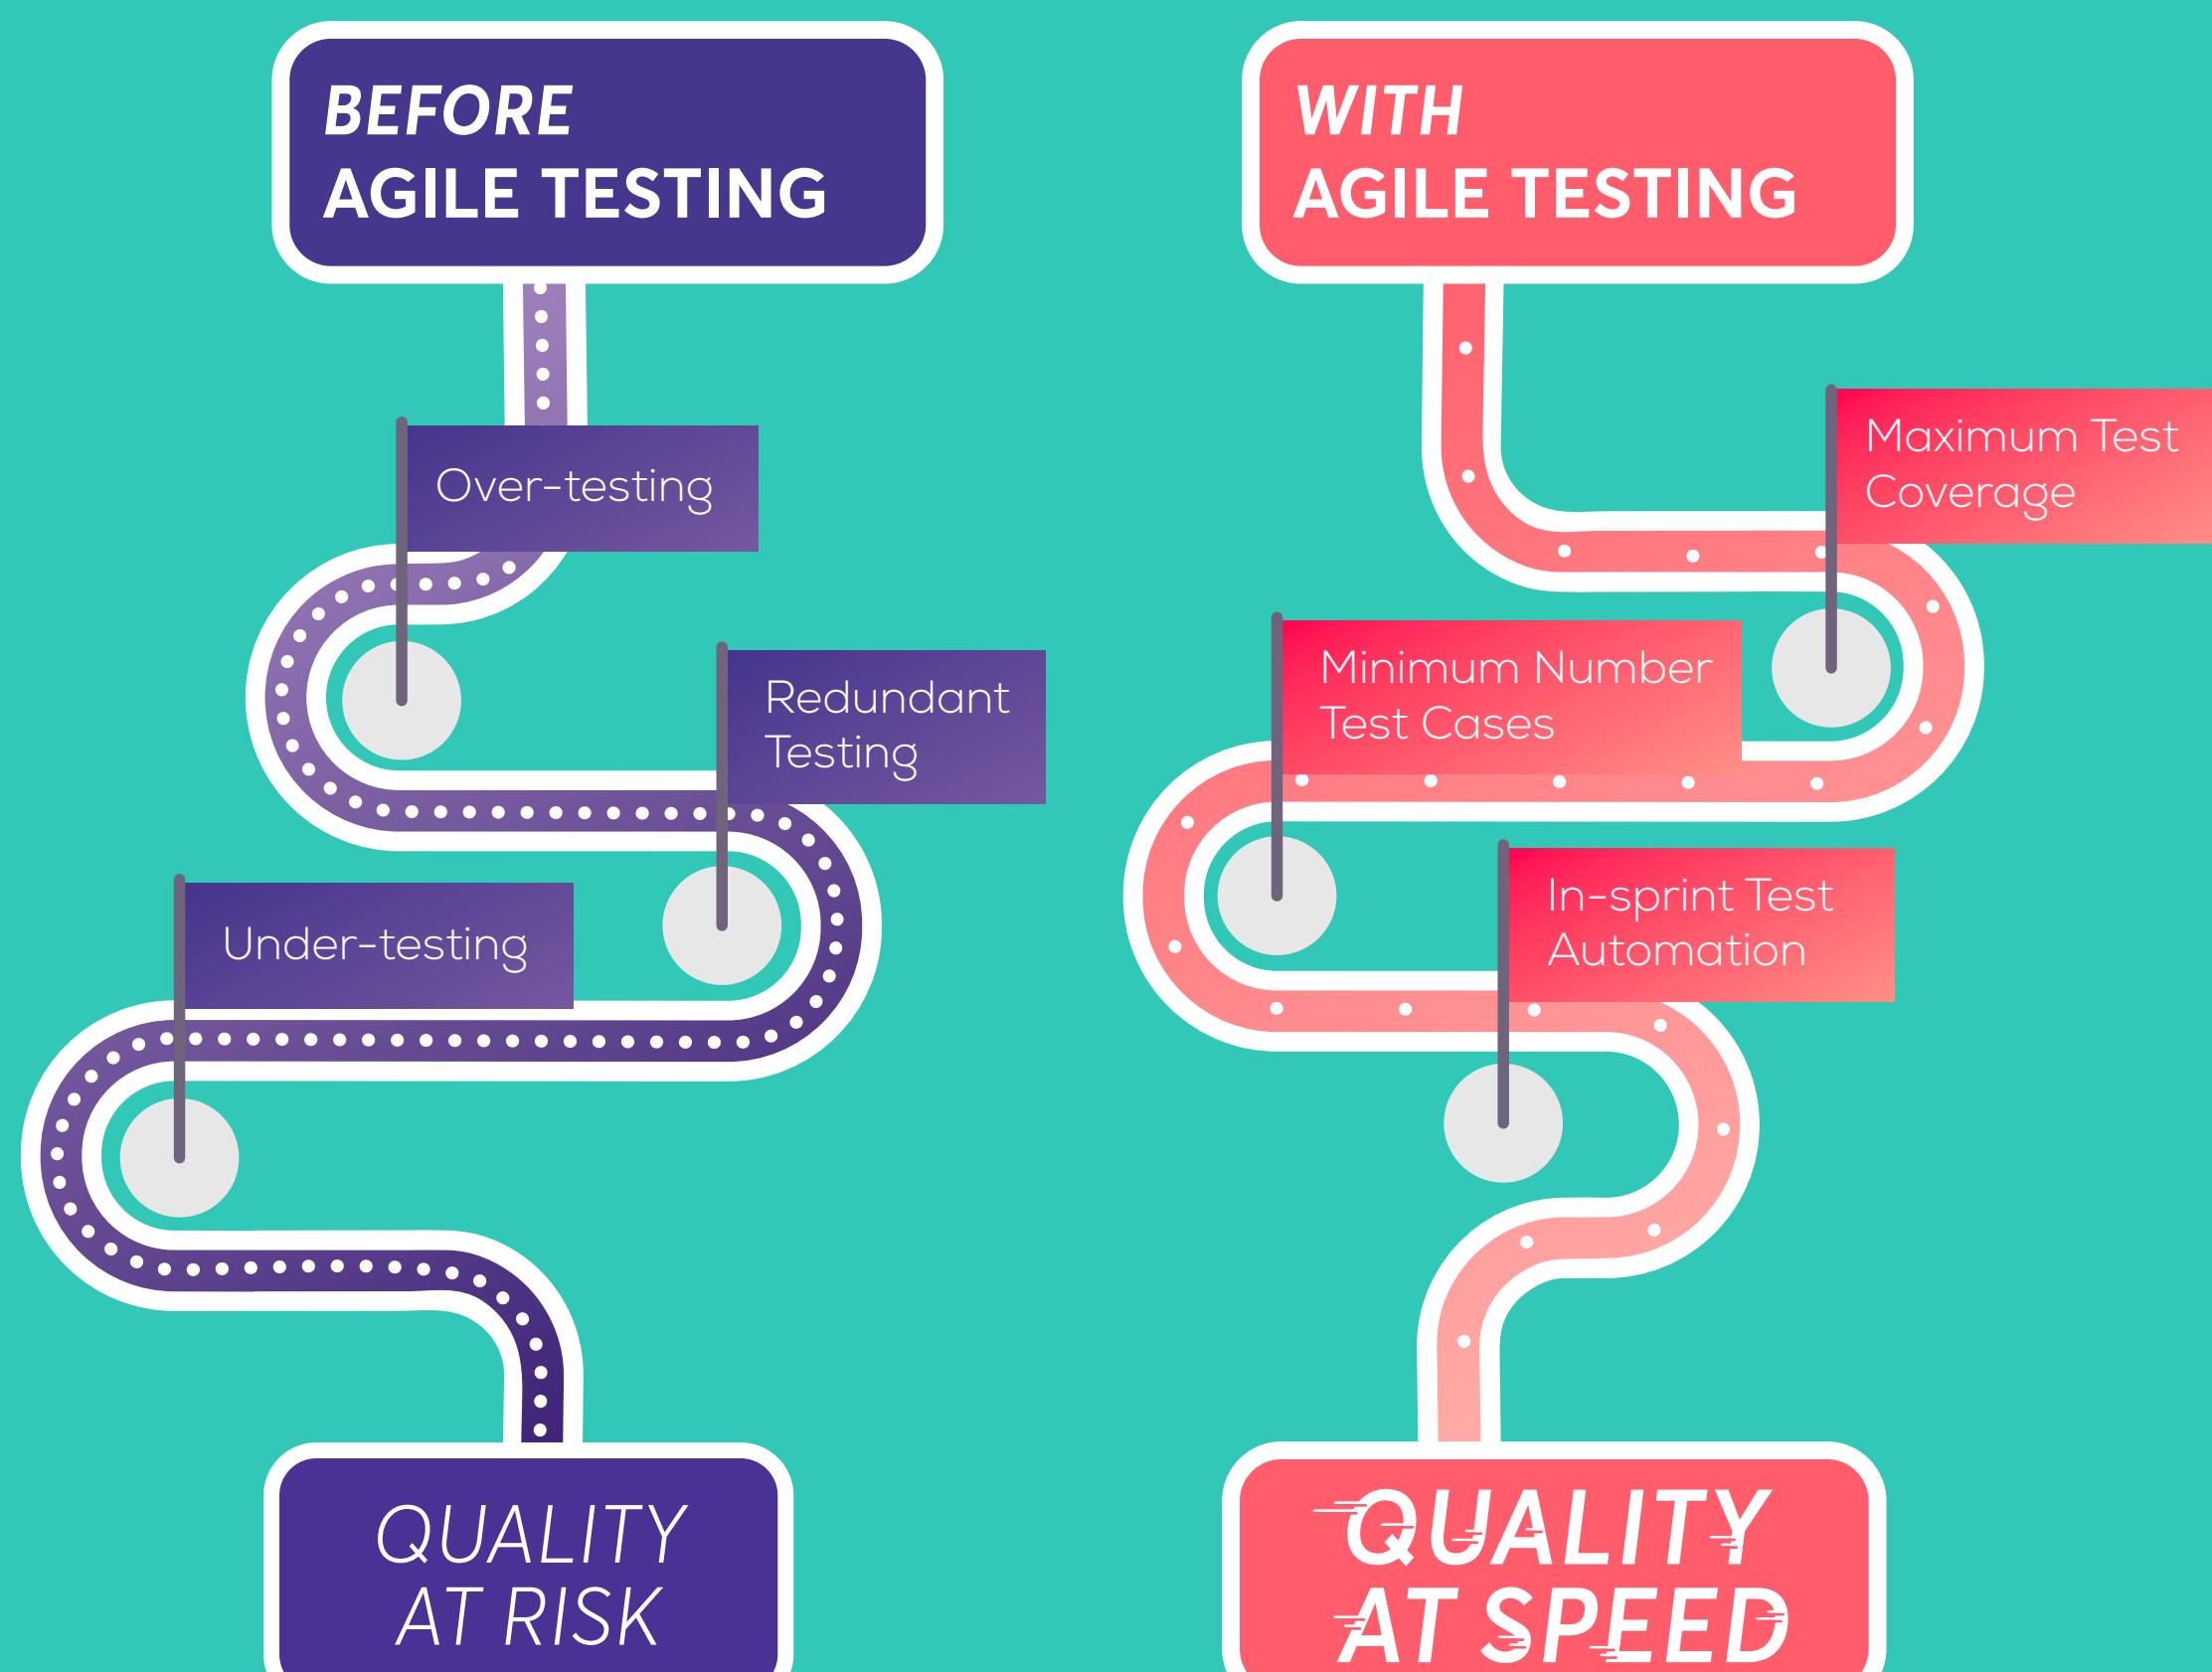 BEFORE
AGILE TESTING
Over-testing
Redundant
Testing
Under-testing
QUALITY
AT RISK
WITH
AGILE TESTING
Maximum Test
Coverage
Minimum Number
Test Cases
In-sprint Test
Automation
QUALITY
AT SPEED